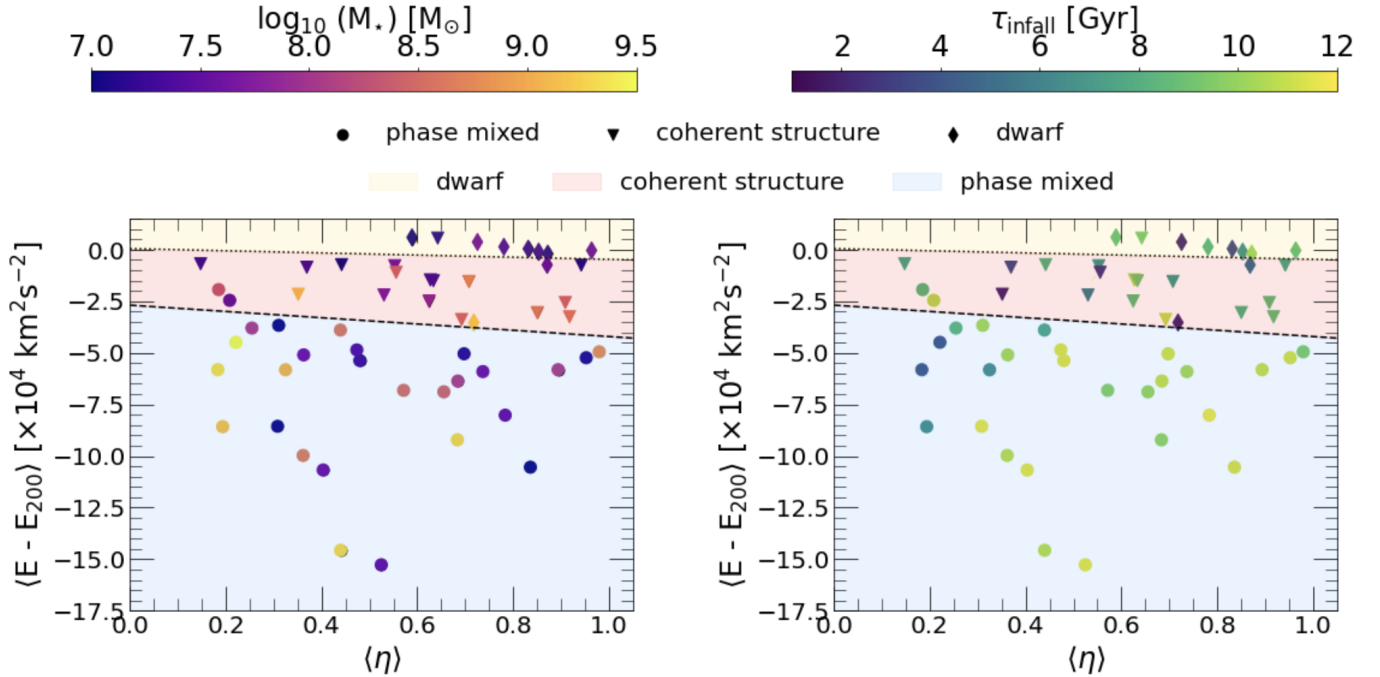 log₁₀ (M⋆) [M⊙]
7.0 7.5 8.0 8.5 9.0 9.5
τ_infall [Gyr]
2 4 6 8 10 12
phase mixed coherent structure dwarf
dwarf coherent structure phase mixed
⟨E - E₂₀₀⟩ [×10⁴ km²s⁻²]
0.0
−2.5
−5.0
−7.5
−10.0
−12.5
−15.0
−17.5
0.0 0.2 0.4 0.6 0.8 1.0
⟨η⟩
⟨E - E₂₀₀⟩ [×10⁴ km²s⁻²]
0.0
−2.5
−5.0
−7.5
−10.0
−12.5
−15.0
−17.5
0.0 0.2 0.4 0.6 0.8 1.0
⟨η⟩